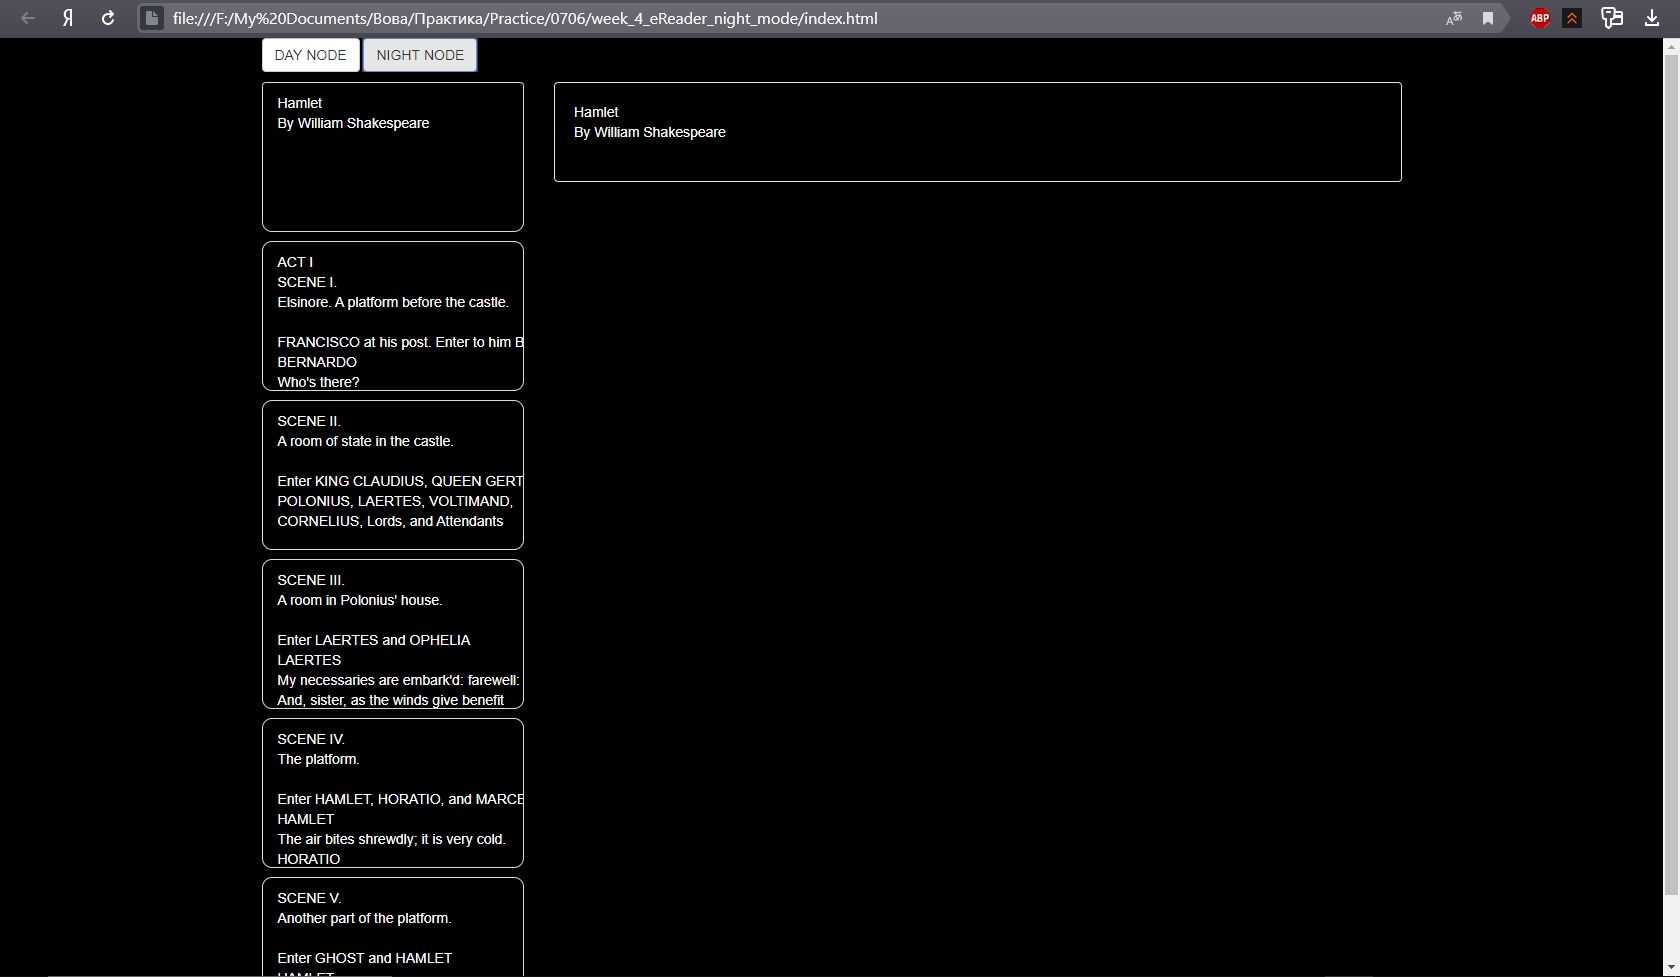 Я
file:///F:/My%20Documents/Вова/Практика/Practice/0706/week_4_eReader_night_mode/index.html
ABP
DAY NODE
NIGHT NODE
Hamlet
By William Shakespeare
ACT I
SCENE I.
Elsinore. A platform before the castle.
FRANCISCO at his post. Enter to him B
BERNARDO
Who's there?
SCENE II.
A room of state in the castle.
Enter KING CLAUDIUS, QUEEN GERT
POLONIUS, LAERTES, VOLTIMAND,
CORNELIUS, Lords, and Attendants
SCENE III.
A room in Polonius' house.
Enter LAERTES and OPHELIA
LAERTES
My necessaries are embark'd: farewell:
And, sister, as the winds give benefit
SCENE IV.
The platform.
Enter HAMLET, HORATIO, and MARCE
HAMLET
The air bites shrewdly; it is very cold.
HORATIO
SCENE V.
Another part of the platform.
Enter GHOST and HAMLET
HAMLET
Hamlet
By William Shakespeare